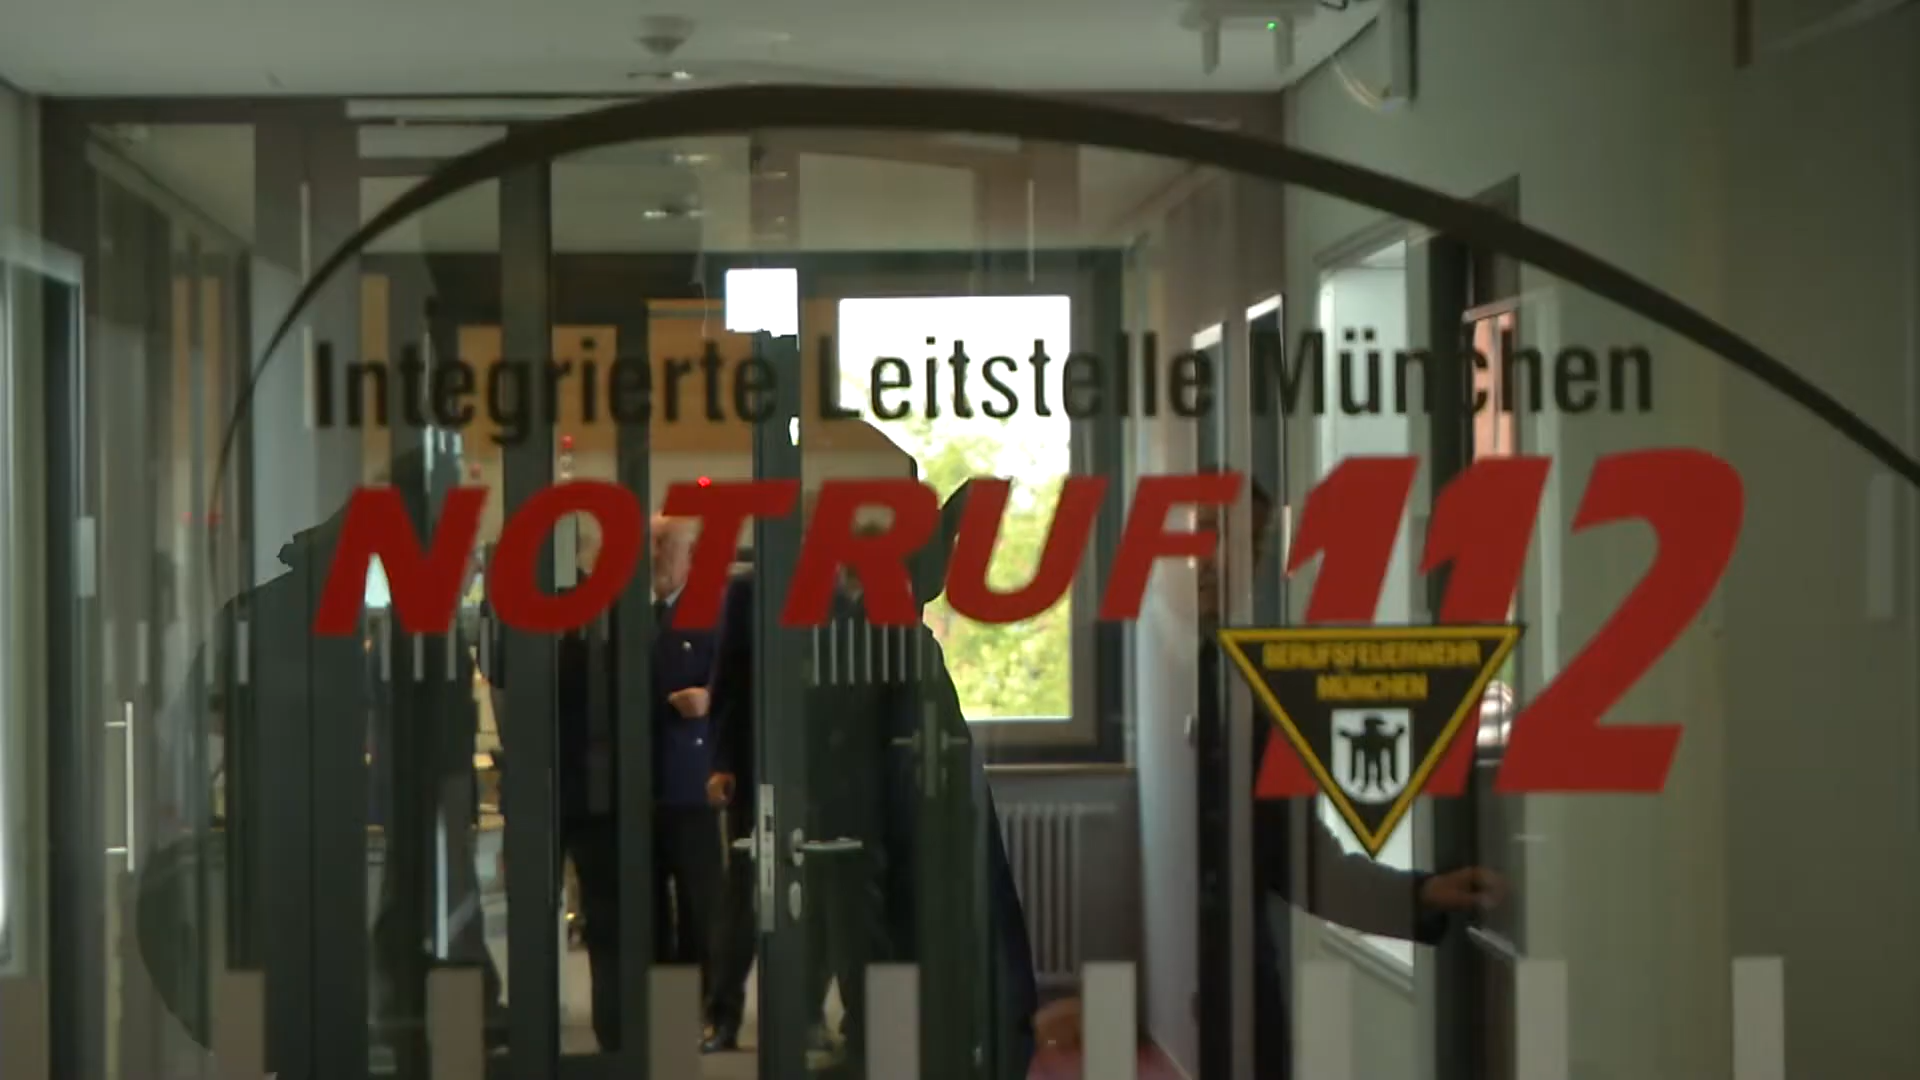 Integrierte Leitstelle München
NOTRUF 112
BERUFSFEUERWEHR
MÜNCHEN